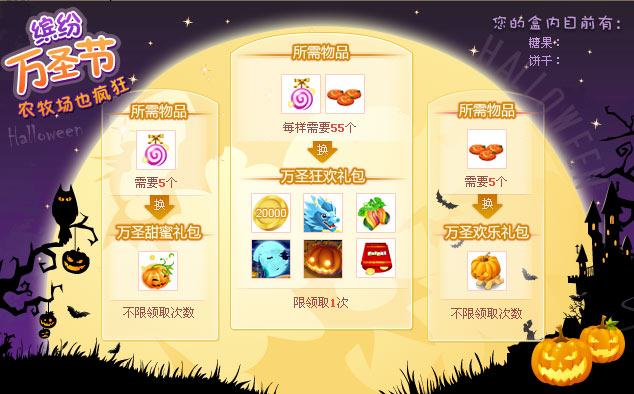 缤纷
万圣节
农牧场也疯狂
Halloween
您的盒内目前有：
糖果：
饼干：
HALLOWEEN
所需物品
需要5个
换
万圣甜蜜礼包
不限领取次数
所需物品
每样需要55个
换
万圣狂欢礼包
20000
限领取1次
所需物品
需要5个
换
万圣欢乐礼包
不限领取次数